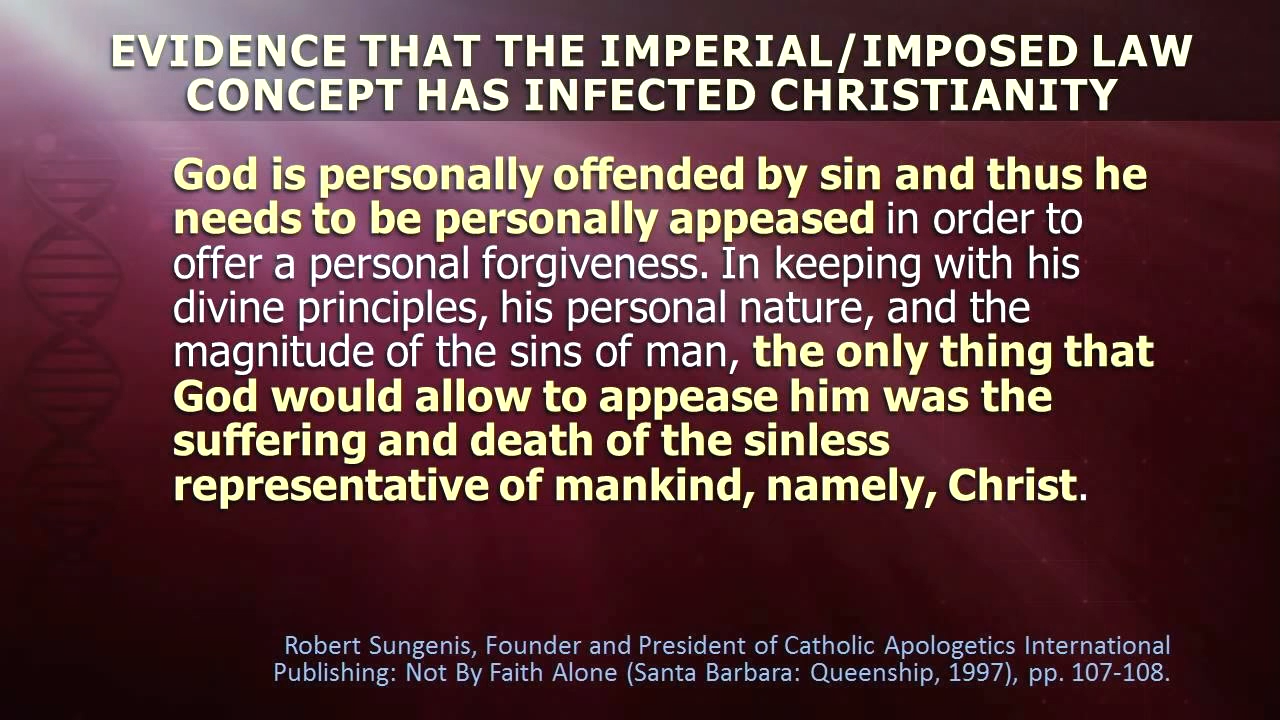 EVIDENCE THAT THE IMPERIAL/IMPOSED LAW
CONCEPT HAS INFECTED CHRISTIANITY
God is personally offended by sin and thus he
needs to be personally appeased in order to
offer a personal forgiveness. In keeping with his
divine principles, his personal nature, and the
magnitude of the sins of man, the only thing that
God would allow to appease him was the
suffering and death of the sinless
representative of mankind, namely, Christ.
Robert Sungenis, Founder and President of Catholic Apologetics International
Publishing: Not By Faith Alone (Santa Barbara: Queenship, 1997), pp. 107-108.